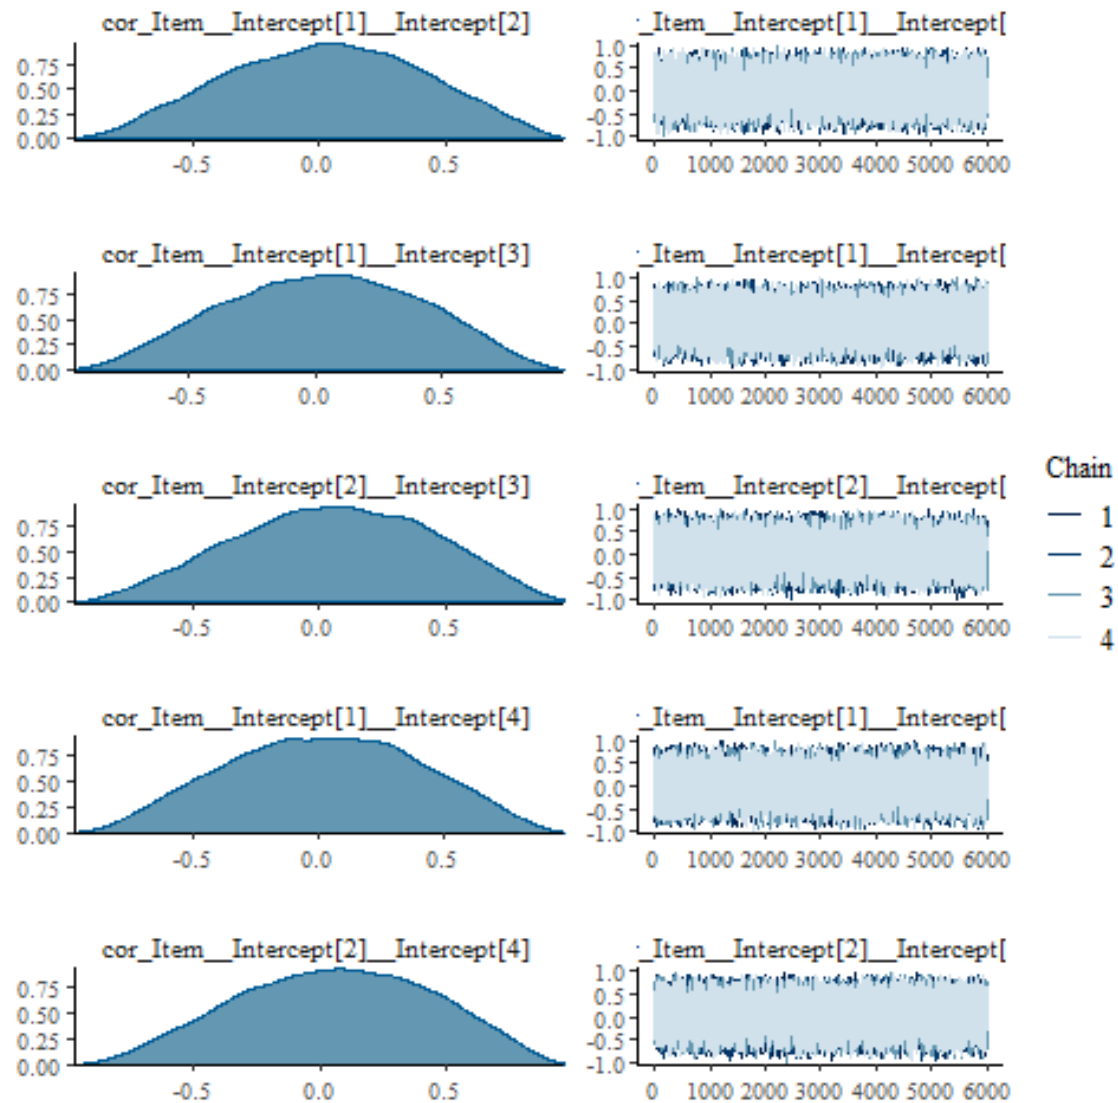 cor_Item__Intercept[1]__Intercept[2]
_Item__Intercept[1]__Intercept[
0.75
0.50
0.25
0.00
-0.5 0.0 0.5
1.0
0.5
0.0
-0.5
-1.0
0 1000 2000 3000 4000 5000 6000
cor_Item__Intercept[1]__Intercept[3]
_Item__Intercept[1]__Intercept[
0.75
0.50
0.25
0.00
-0.5 0.0 0.5
1.0
0.5
0.0
-0.5
-1.0
0 1000 2000 3000 4000 5000 6000
cor_Item__Intercept[2]__Intercept[3]
_Item__Intercept[2]__Intercept[
0.75
0.50
0.25
0.00
-0.5 0.0 0.5
1.0
0.5
0.0
-0.5
-1.0
0 1000 2000 3000 4000 5000 6000
cor_Item__Intercept[1]__Intercept[4]
_Item__Intercept[1]__Intercept[
0.75
0.50
0.25
0.00
-0.5 0.0 0.5
1.0
0.5
0.0
-0.5
-1.0
0 1000 2000 3000 4000 5000 6000
cor_Item__Intercept[2]__Intercept[4]
_Item__Intercept[2]__Intercept[
0.75
0.50
0.25
0.00
-0.5 0.0 0.5
1.0
0.5
0.0
-0.5
-1.0
0 1000 2000 3000 4000 5000 6000
Chain
1
2
3
4